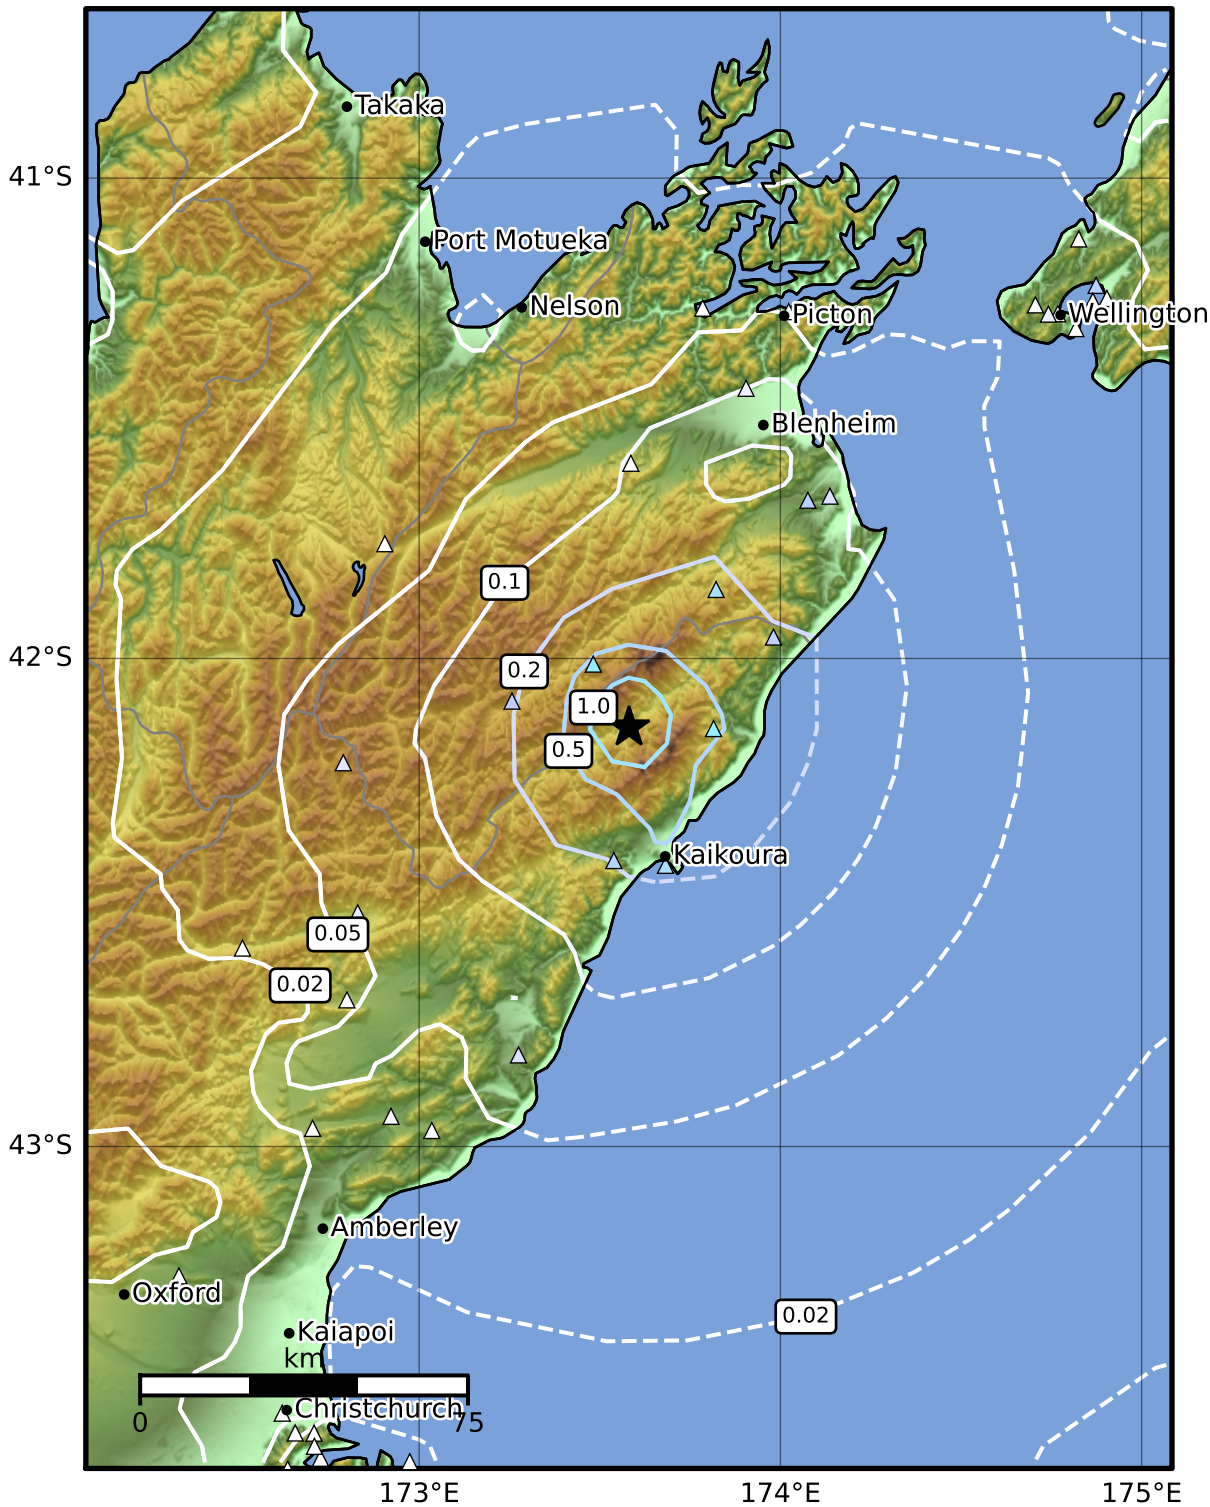 Takaka
41°S
Port Motueka
Nelson
Picton
Wellington
Blenheim
0.1
42°S
0.2
1.0
0.5
Kaikoura
0.05
0.02
43°S
Amberley
Oxford
0.02
Kaiapoi
km
Christchurch
0
75
173°E
174°E
175°E